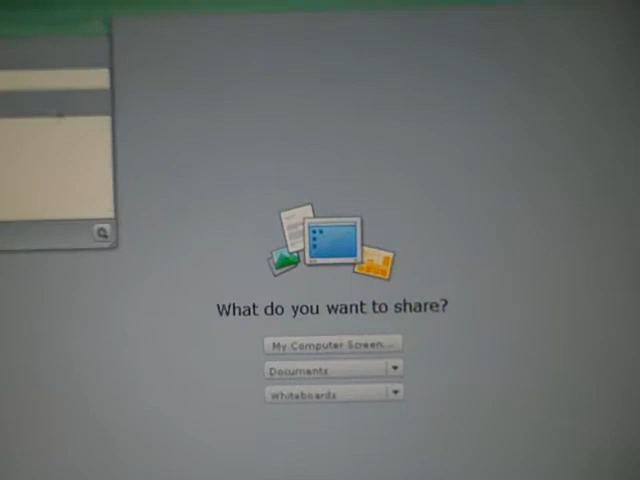 What do you want to share?
My Computer Screen...
Documents
Whiteboards